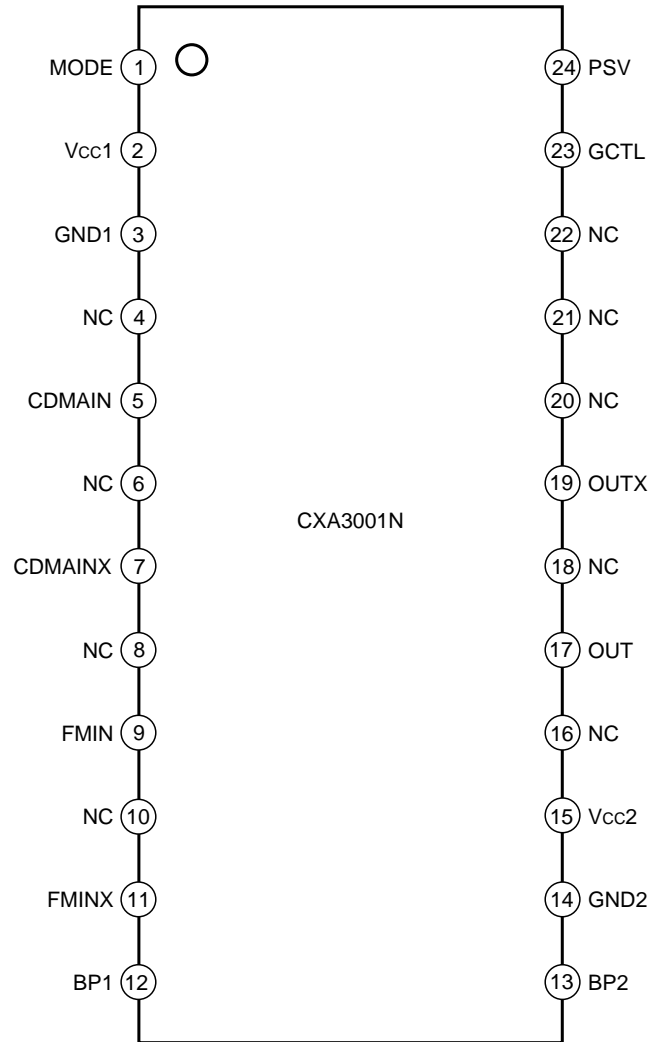 MODE 1 24 PSV
Vcc1 2 23 GCTL
GND1 3 22 NC
NC 4 21 NC
CDMAIN 5 20 NC
NC 6 19 OUTX
CXA3001N
CDMAINX 7 18 NC
NC 8 17 OUT
FMIN 9 16 NC
NC 10 15 Vcc2
FMINX 11 14 GND2
BP1 12 13 BP2